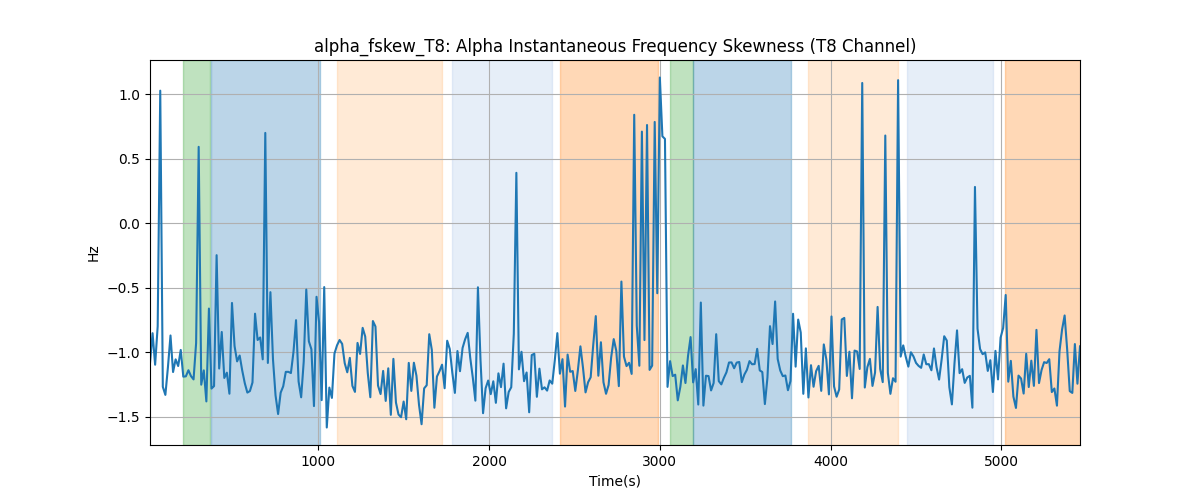 alpha_fskew_T8: Alpha Instantaneous Frequency Skewness (T8 Channel)
1.0
0.5
0.0
−0.5
−1.0
−1.5
Hz
1000 2000 3000 4000 5000
Time(s)